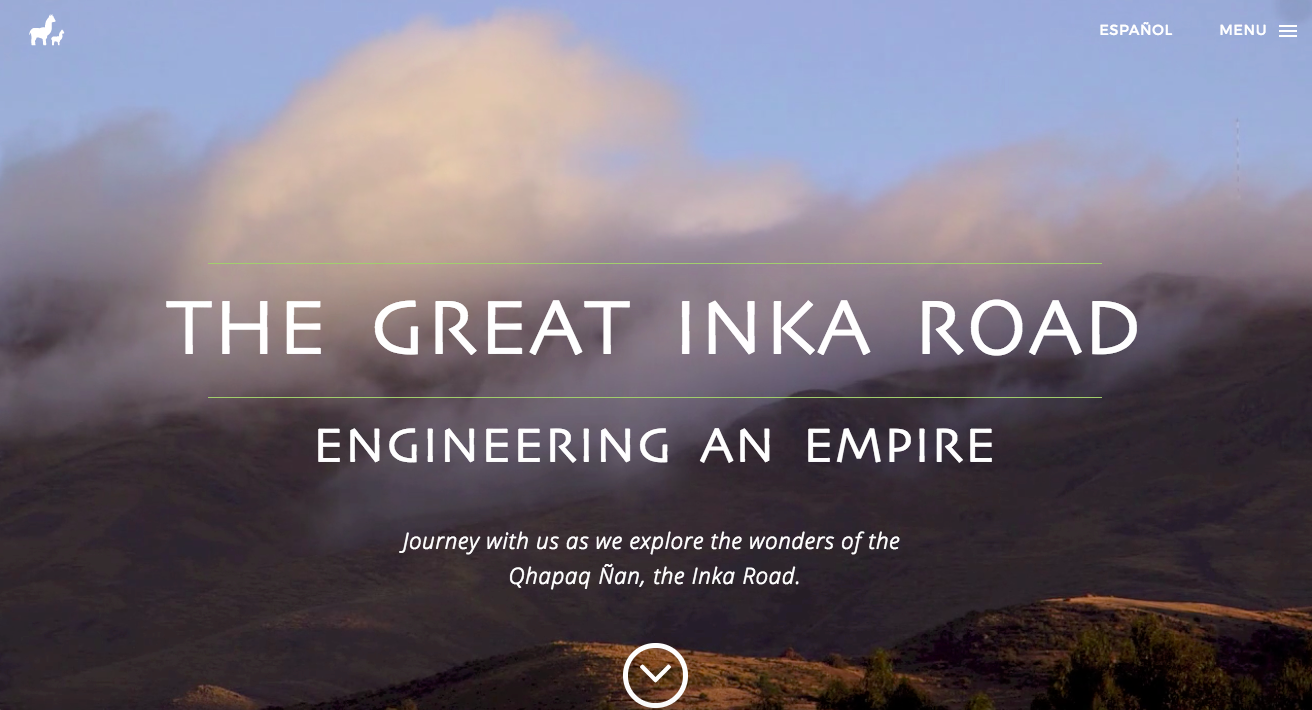 ESPAÑOL MENU
THE GREAT INKA ROAD
ENGINEERING AN EMPIRE
Journey with us as we explore the wonders of the
Qhapaq Ñan, the Inka Road.